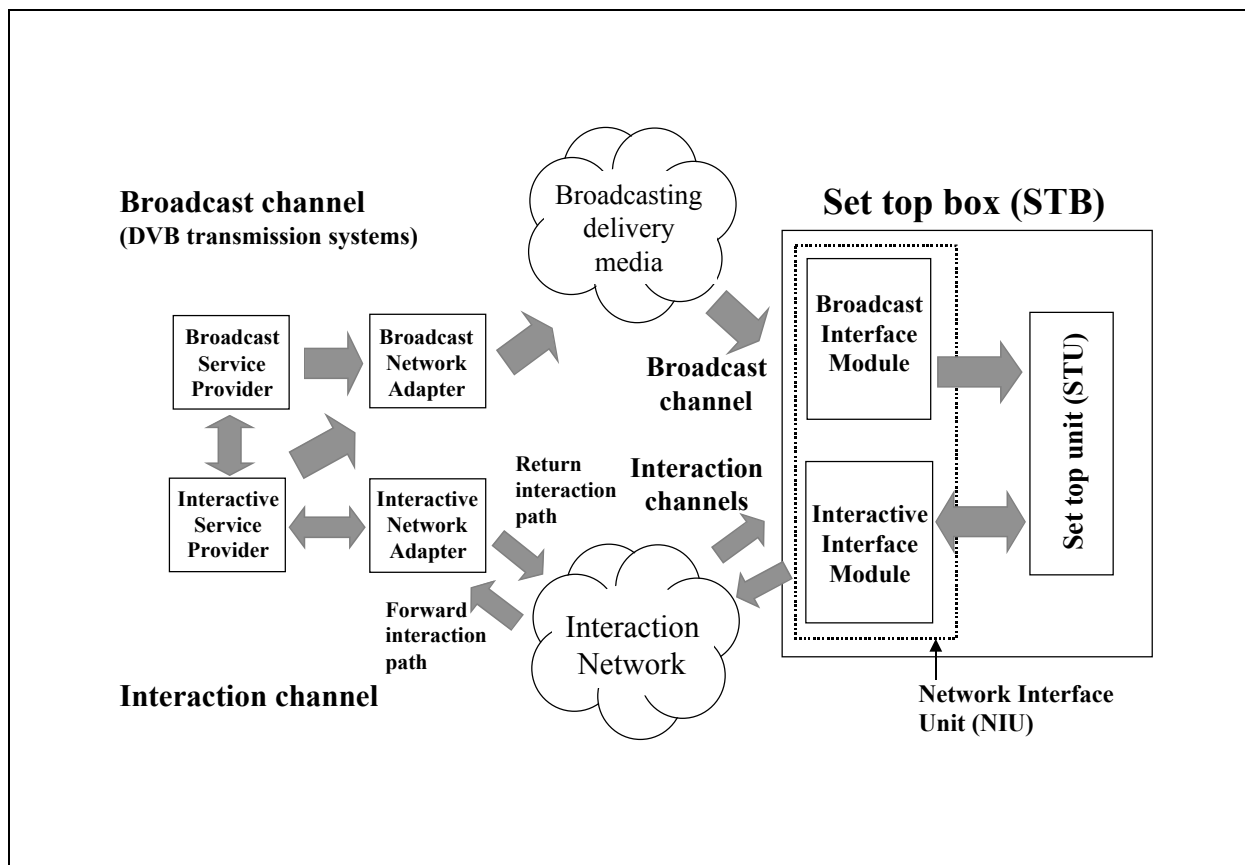 Broadcast channel
(DVB transmission systems)
Broadcasting
delivery
media
Set top box (STB)
Broadcast
Service
Provider
Broadcast
Network
Adapter
Broadcast
channel
Broadcast
Interface
Module
Set top unit (STU)
Interactive
Service
Provider
Interactive
Network
Adapter
Return
interaction
path
Interaction
channels
Interactive
Interface
Module
Forward
interaction
path
Interaction
Network
Interaction channel
Network Interface
Unit (NIU)